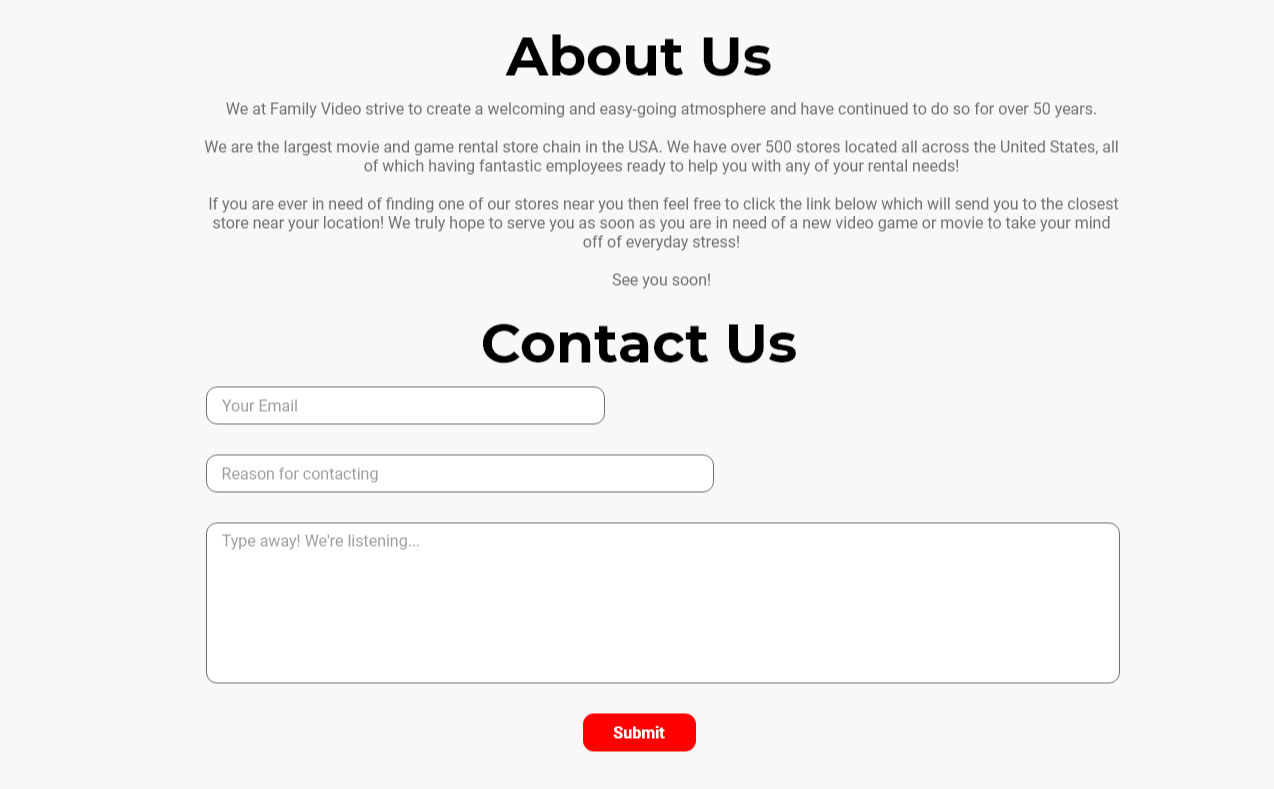 About Us
We at Family Video strive to create a welcoming and easy-going atmosphere and have continued to do so for over 50 years.
We are the largest movie and game rental store chain in the USA. We have over 500 stores located all across the United States, all
of which having fantastic employees ready to help you with any of your rental needs!
If you are ever in need of finding one of our stores near you then feel free to click the link below which will send you to the closest
store near your location! We truly hope to serve you as soon as you are in need of a new video game or movie to take your mind
off of everyday stress!
See you soon!
Contact Us
Your Email
Reason for contacting
Type away! We're listening...
Submit